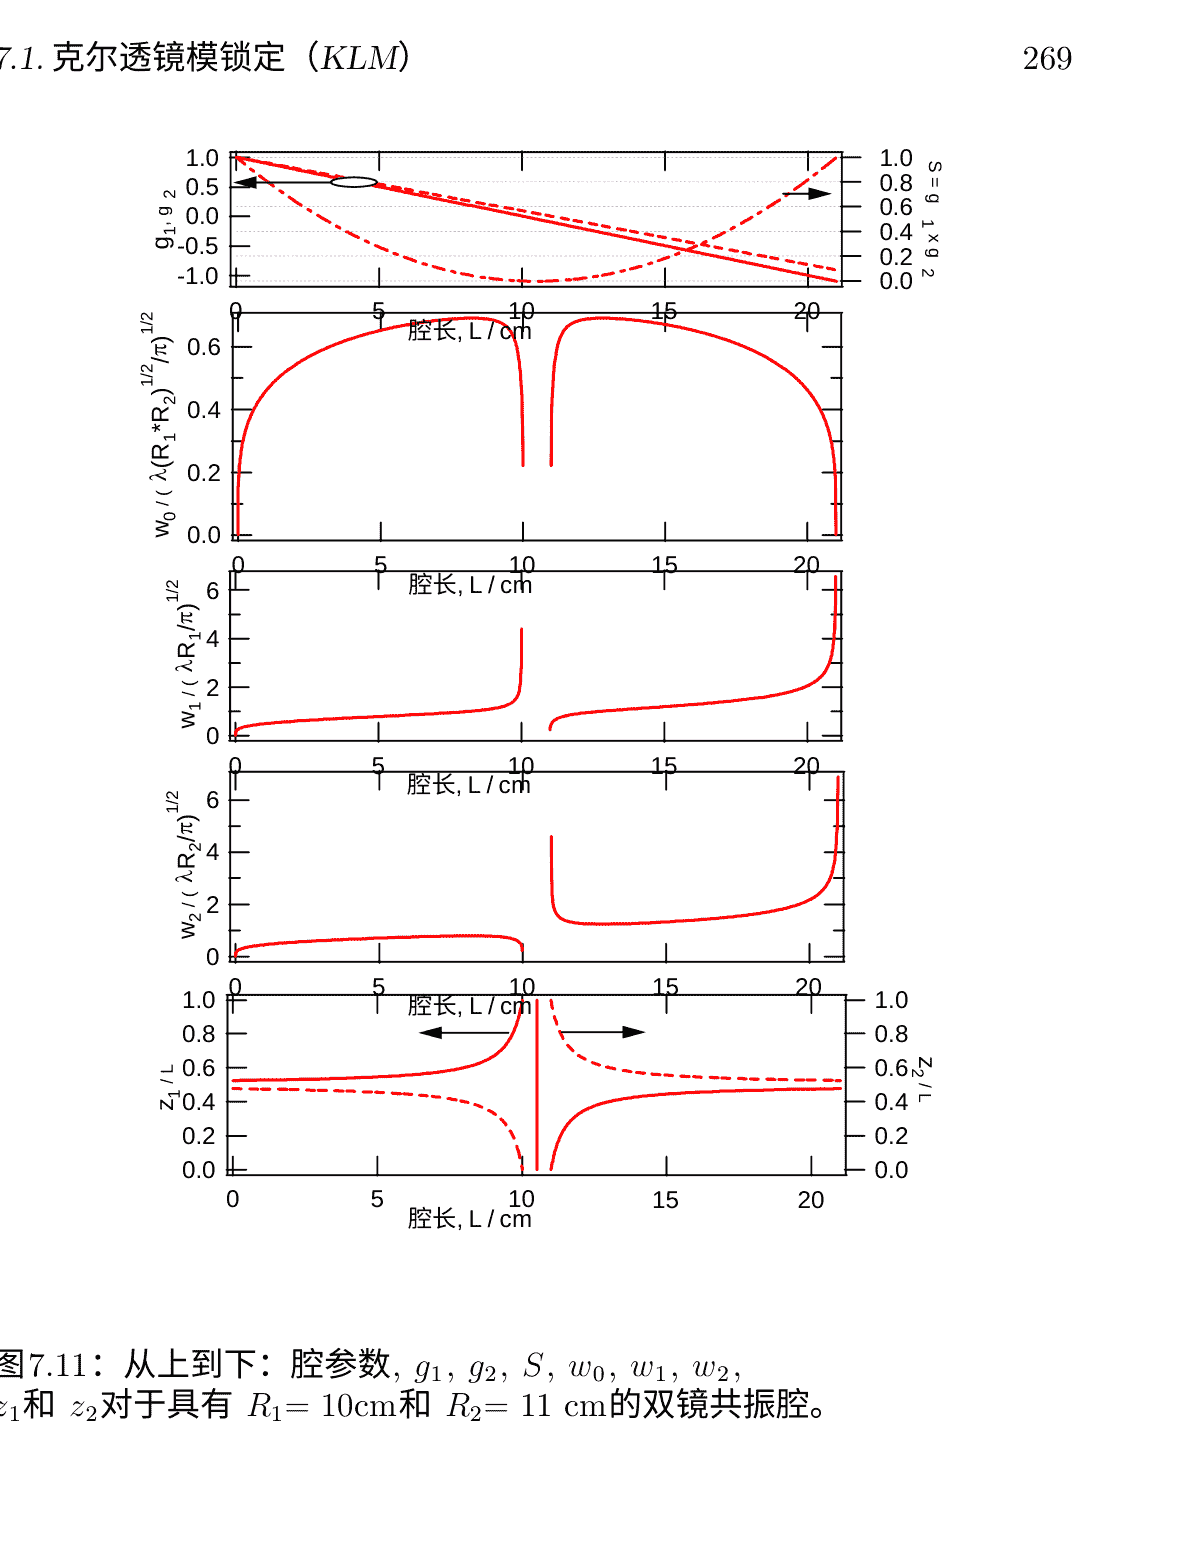 7.1. 克尔透镜模锁定（KLM） 269
1.0
0.5
0.0
-0.5
-1.0
g1, g 2
1.0
0.8
0.6
0.4
0.2
0.0
S = g 1 x g 2
0 5 10 15 20
腔长, L / cm
0.6
0.4
0.2
0.0
w0 / ( λ(R1*R2)1/2/π)1/2
0 5 10 15 20
腔长, L / cm
6
4
2
0
w1 / ( λR1/π)1/2
0 5 10 15 20
腔长, L / cm
6
4
2
0
w2 / ( λR2/π)1/2
0 5 10 15 20
腔长, L / cm
1.0
0.8
0.6
0.4
0.2
0.0
z1 / L
1.0
0.8
0.6
0.4
0.2
0.0
z2 / L
0 5 10 15 20
腔长, L / cm
图7.11：从上到下：腔参数, g1, g2, S, w0, w1, w2,
z1和 z2对于具有 R1= 10cm和 R2= 11 cm的双镜共振腔。